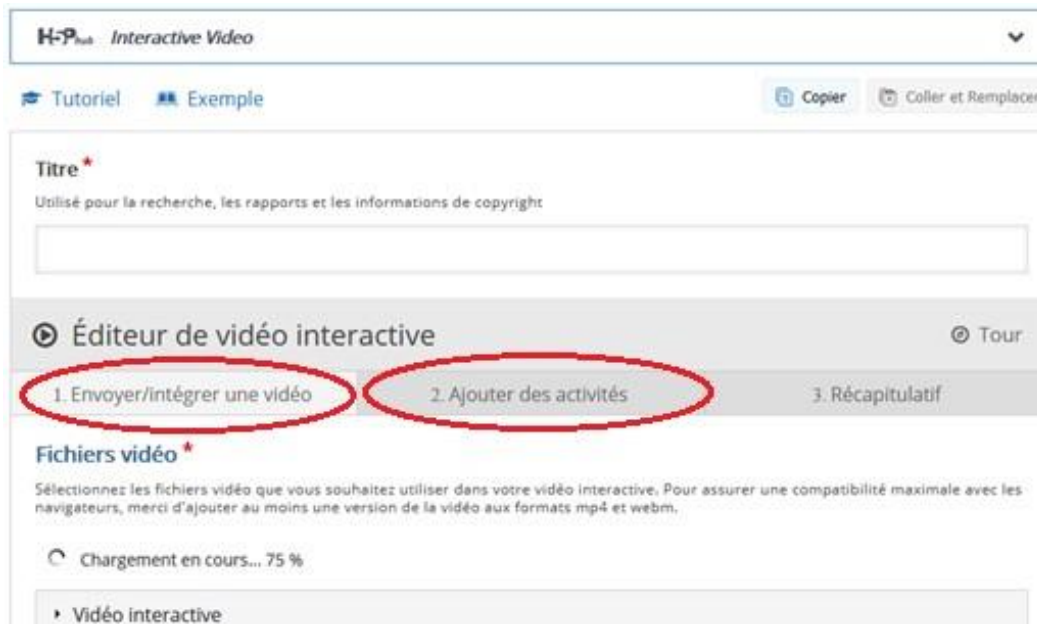 H5Phub Interactive Video
Tutoriel Exemple Copier Coller et Remplacer
Titre *
Utilisé pour la recherche, les rapports et les informations de copyright
Éditeur de vidéo interactive Tour
1. Envoyer/intégrer une vidéo 2. Ajouter des activités 3. Récapitulatif
Fichiers vidéo *
Sélectionnez les fichiers vidéo que vous souhaitez utiliser dans votre vidéo interactive. Pour assurer une compatibilité maximale avec les
navigateurs, merci d'ajouter au moins une version de la vidéo aux formats mp4 et webm.
Chargement en cours... 75 %
Vidéo interactive